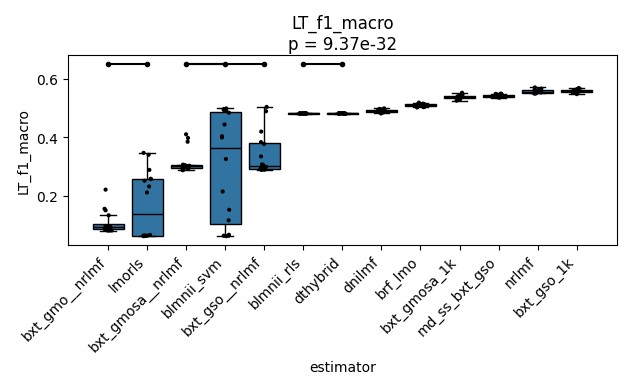 LT_f1_macro
p = 9.37e-32
LT_f1_macro
0.6
0.4
0.2
bxt_gmo__nrlmf
lmorls
bxt_gmosa__nrlmf
blmnii_svm
bxt_gso__nrlmf
blmnii_rls
dthybrid
dnilmf
brf_lmo
bxt_gmosa_1k
md_ss_bxt_gso
nrlmf
bxt_gso_1k
estimator